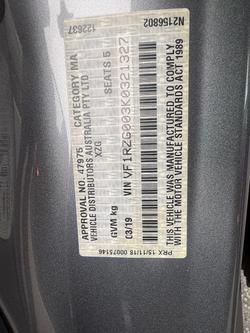 122637 N2156802
APPROVAL NO. 47975 CATEGORY MA
VEHICLE DISTRIBUTORS AUSTRALIA PTY LTD
XZG SEATS 5
VIN VF1RZG003K0321327
GVM kg
03/19
THIS VEHICLE WAS MANUFACTURED TO COMPLY
WITH THE MOTOR VEHICLE STANDARDS ACT 1989
PRX 15/11/18 00075146